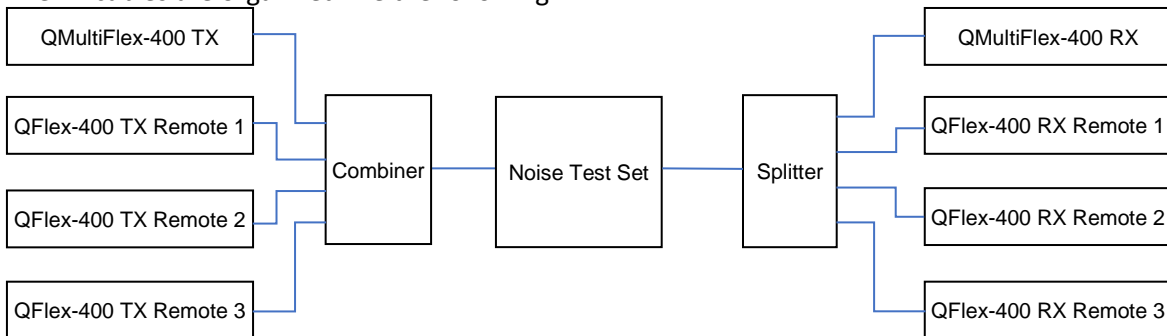 QMultiFlex-400 TX
QMultiFlex-400 RX
QFlex-400 TX Remote 1
QFlex-400 RX Remote 1
Combiner
Noise Test Set
Splitter
QFlex-400 TX Remote 2
QFlex-400 RX Remote 2
QFlex-400 TX Remote 3
QFlex-400 RX Remote 3